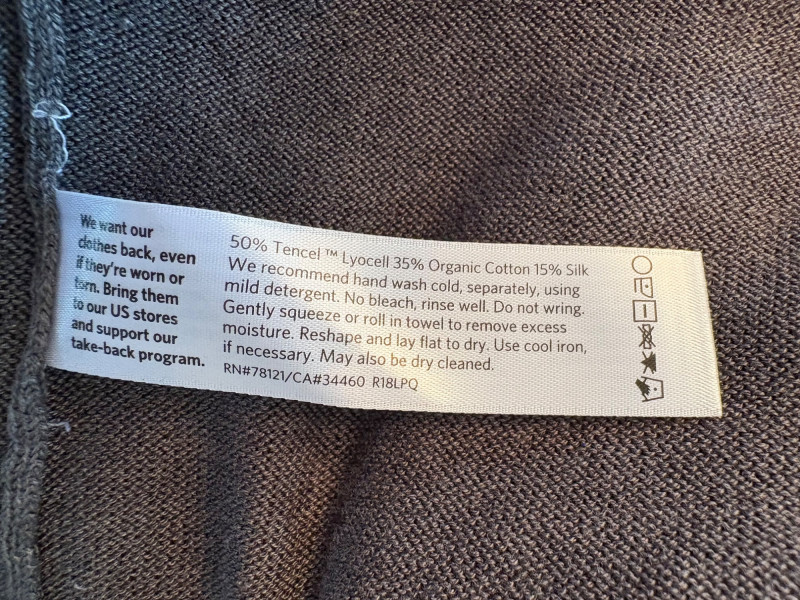 We want our
clothes back, even
if they're worn or
torn. Bring them
to our US stores
and support our
take-back program.
50% Tencel ™ Lyocell 35% Organic Cotton 15% Silk
We recommend hand wash cold, separately, using
mild detergent. No bleach, rinse well. Do not wring.
Gently squeeze or roll in towel to remove excess
moisture. Reshape and lay flat to dry. Use cool iron,
if necessary. May also be dry cleaned.
RN#78121/CA#34460 R18LPQ